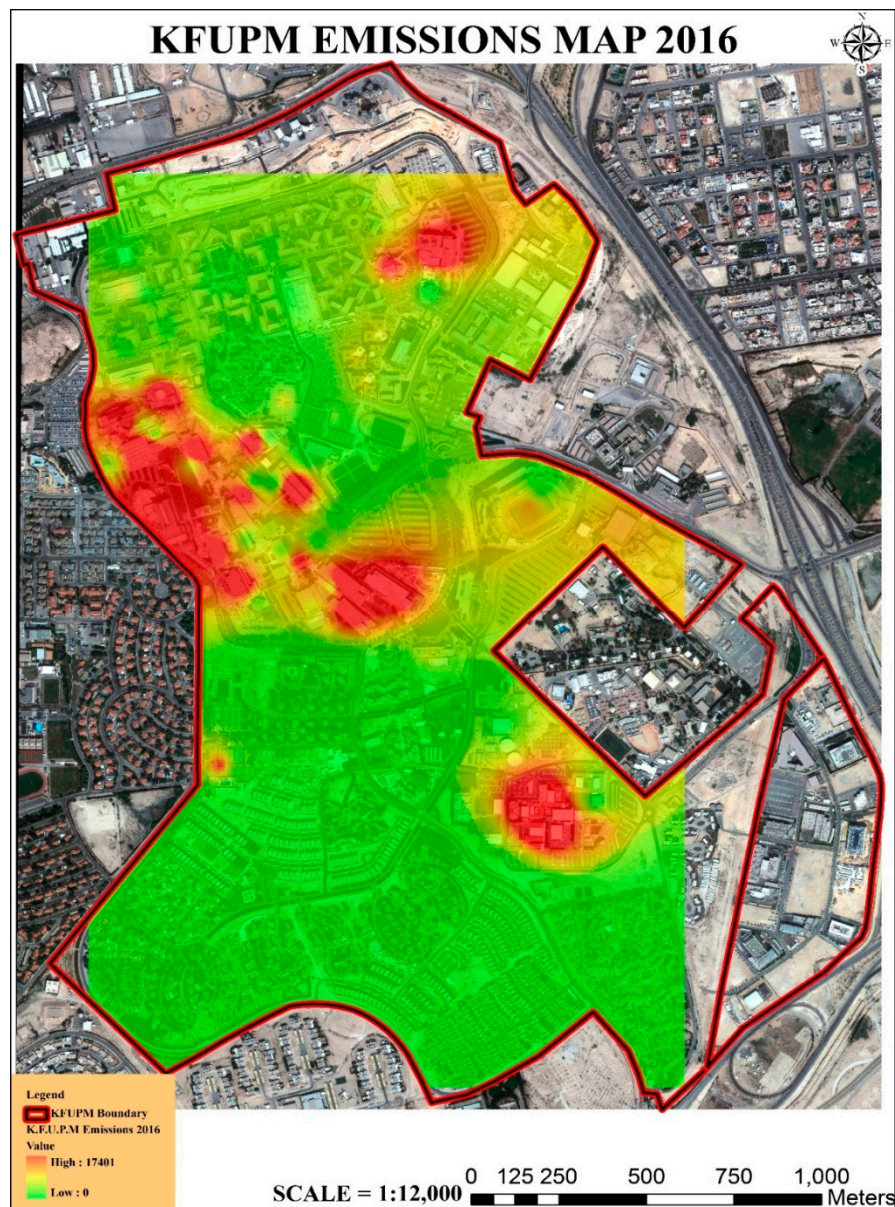 KFUPM EMISSIONS MAP 2016
N
W E
S
Legend
KFUPM Boundary
K.F.U.P.M Emissions 2016
Value
High : 17401
Low : 0
SCALE = 1:12,000
0 125 250 500 750 1,000
Meters